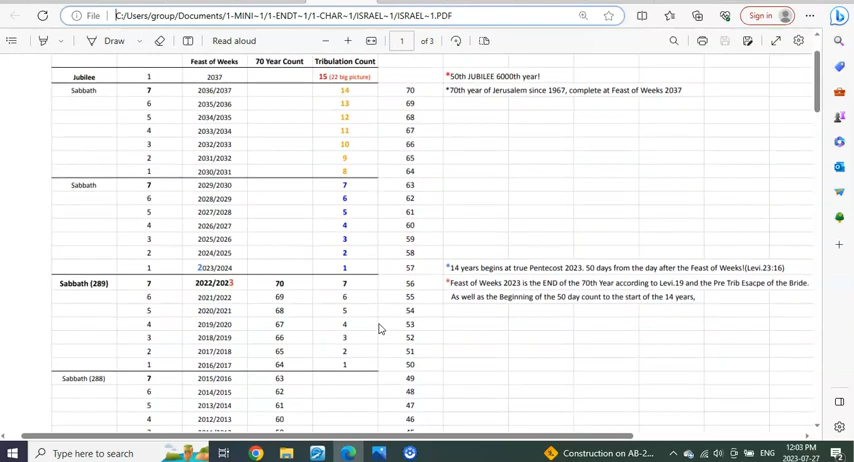 File C:/Users/group/Documents/1-MINI~1/1-ENDT~1/1-CHAR~1/ISRAEL~1/ISRAEL~1.PDF Sign in
Draw Read aloud 1 of 3
Feast of Weeks 70 Year Count Tribulation Count
Jubilee 1 2037 15 (22 big picture) *50th JUBILEE 6000th year!
Sabbath 7 2036/2037 14 70 *70th year of Jerusalem since 1967, complete at Feast of Weeks 2037
6 2035/2036 13 69
5 2034/2035 12 68
4 2033/2034 11 67
3 2032/2033 10 66
2 2031/2032 9 65
1 2030/2031 8 64
Sabbath 7 2029/2030 7 63
6 2028/2029 6 62
5 2027/2028 5 61
4 2026/2027 4 60
3 2025/2026 3 59
2 2024/2025 2 58
1 2023/2024 1 57 *14 years begins at true Pentecost 2023. 50 days from the day after the Feast of Weeks!(Levi.23:16)
Sabbath (289) 7 2022/2023 70 7 56 *Feast of Weeks 2023 is the END of the 70th Year according to Levi.19 and the Pre Trib Esacpe of the Bride.
6 2021/2022 69 6 55 As well as the Beginning of the 50 day count to the start of the 14 years,
5 2020/2021 68 5 54
4 2019/2020 67 4 53
3 2018/2019 66 3 52
2 2017/2018 65 2 51
1 2016/2017 64 1 50
Sabbath (288) 7 2015/2016 63 49
6 2014/2015 62 48
5 2013/2014 61 47
4 2012/2013 60 46
Type here to search Construction on AB-2... ENG 12:03 PM
2023-07-27